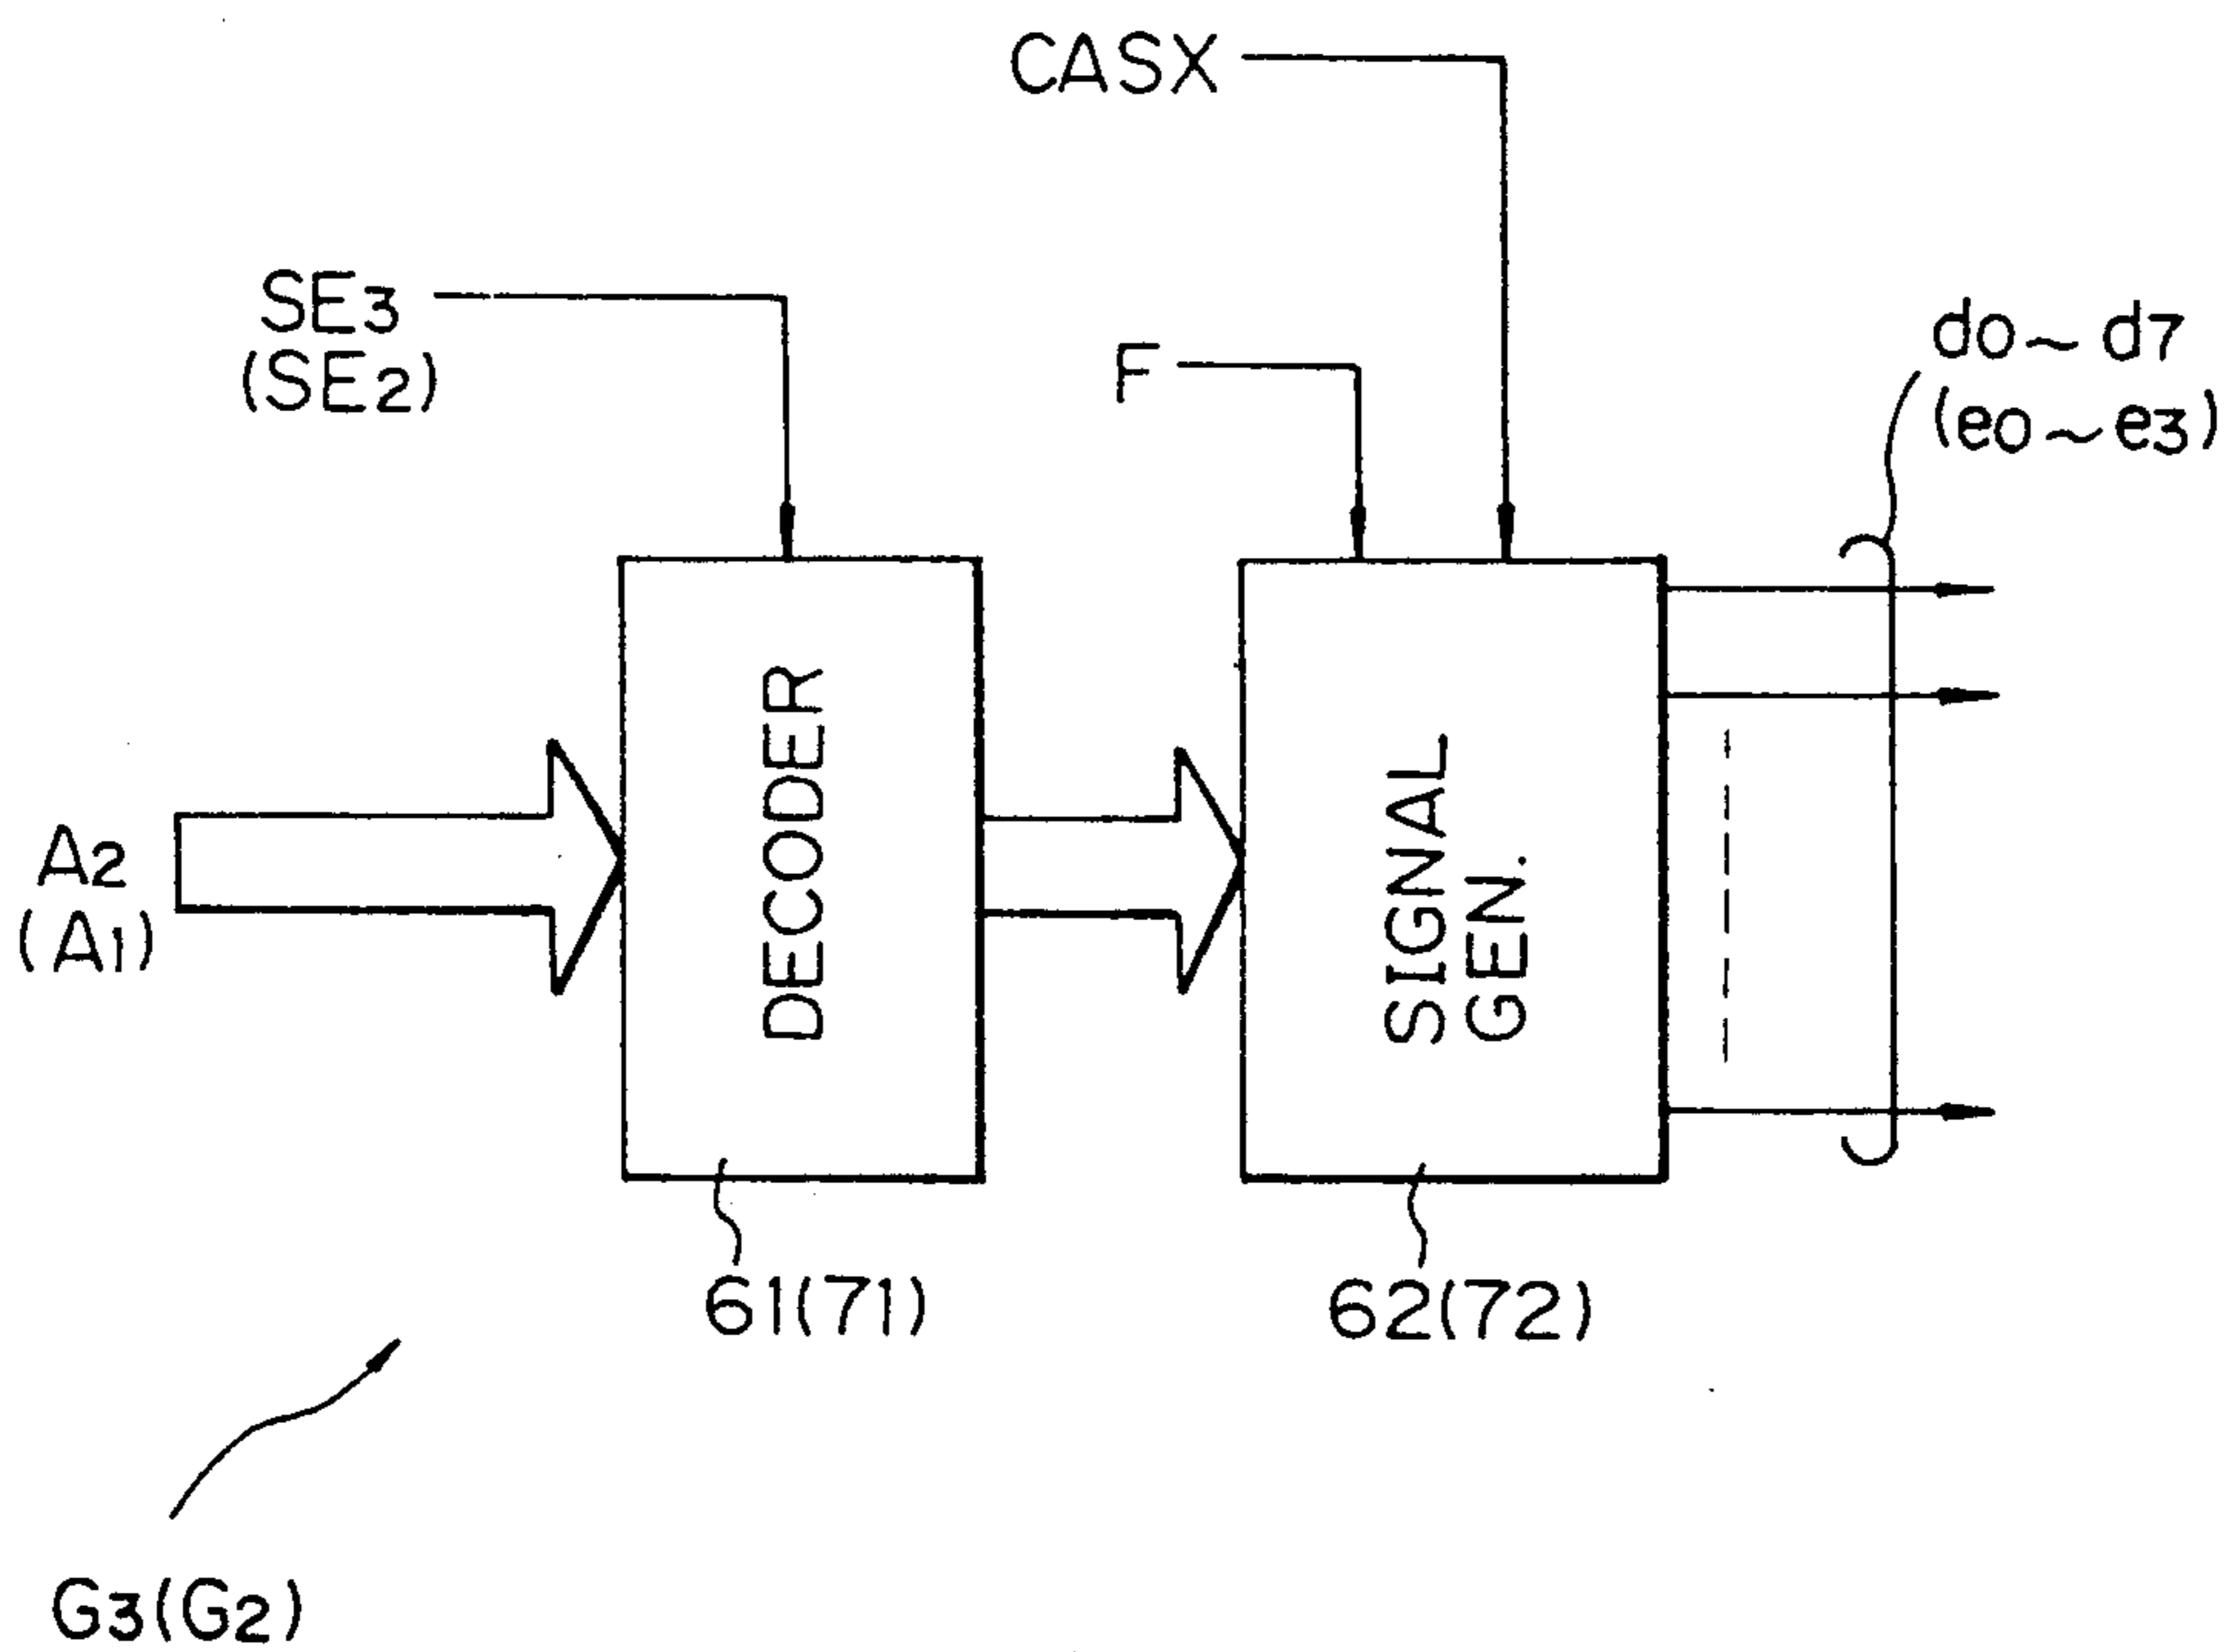 CASX
SE3
(SE2)
F
d0~d7
(e0~e3)
A2
(A1)
DECODER
SIGNAL
GEN.
61(71)
62(72)
G3(G2)